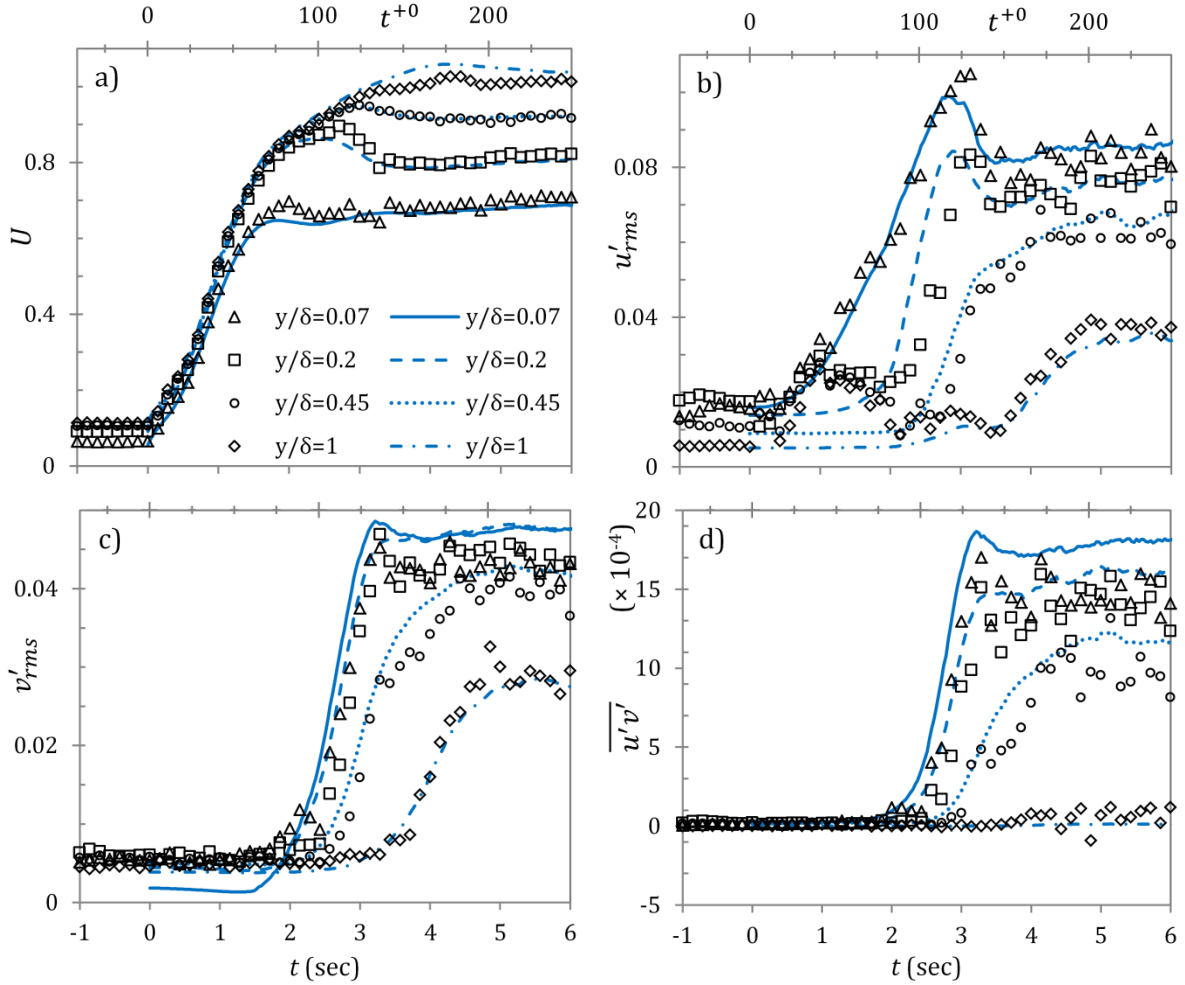 0 100 200
t⁺⁰
0 100 200
t⁺⁰
a)
U
0.8
0.4
0
y/δ=0.07 y/δ=0.07
y/δ=0.2 y/δ=0.2
y/δ=0.45 y/δ=0.45
y/δ=1 y/δ=1
b)
u′rms
0.08
0.04
0
c)
v′rms
0.04
0.02
0
-1 0 1 2 3 4 5 6
t (sec)
d)
u′v′ (× 10⁻⁴)
20
15
10
5
0
-5
-1 0 1 2 3 4 5 6
t (sec)